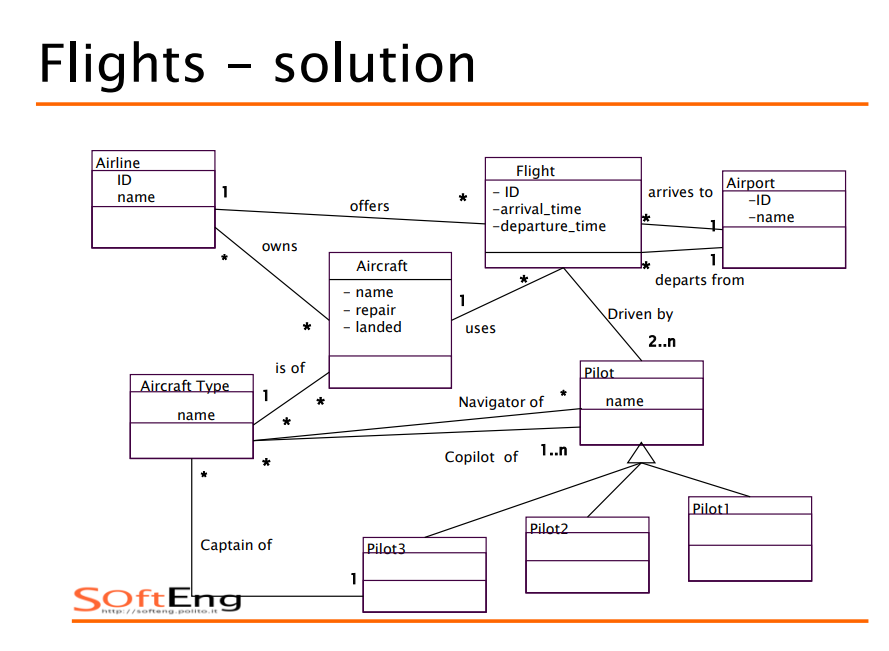 Flights – solution
Airline
ID
name
1
offers
*
Flight
- ID
-arrival_time
-departure_time
arrives to
*
1
Airport
-ID
-name
*
1
departs from
owns
*
*
Aircraft
- name
- repair
- landed
1
uses
*
Driven by
2..n
is of
1
*
Aircraft Type
name
Pilot
name
Navigator of
*
*
Copilot of
1..n
*
*
Captain of
1
Pilot3
Pilot2
Pilot1
SoftEng
http://softeng.polito.it